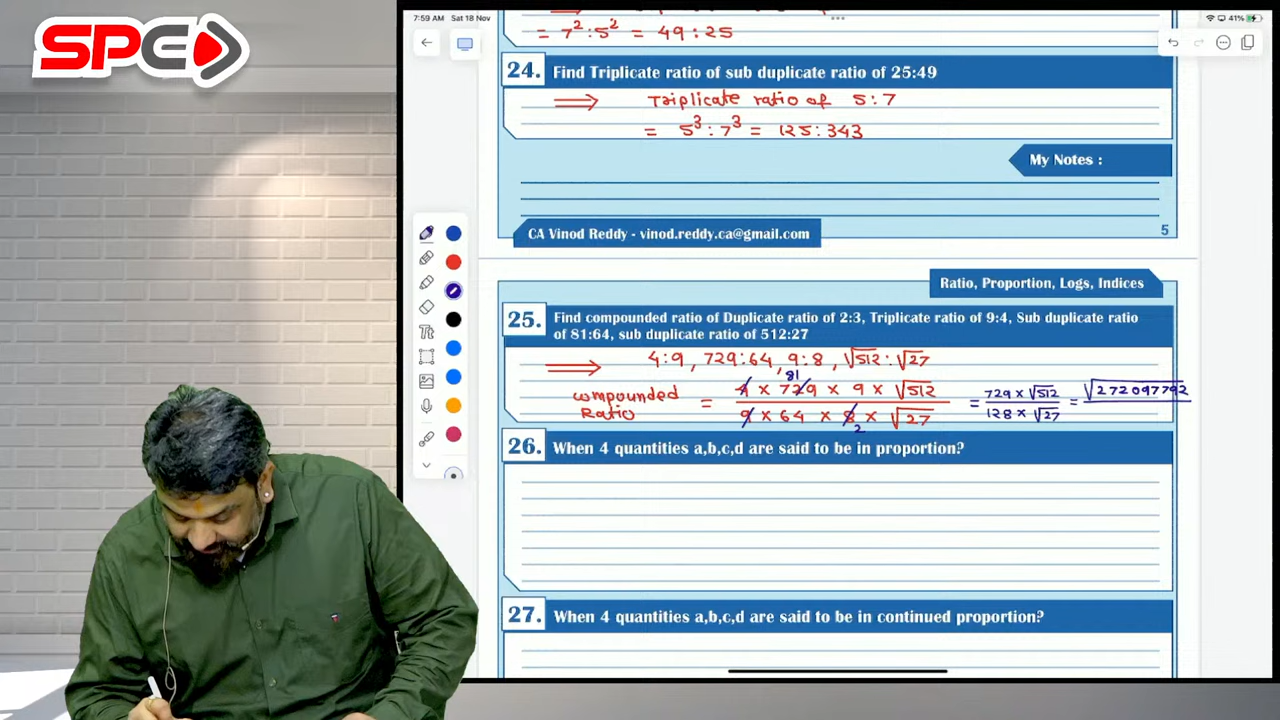 SPED
7:59 AM Sat 18 Nov
41%
= 7² : 5² = 49 : 25
24. Find Triplicate ratio of sub duplicate ratio of 25:49
⟹ Triplicate ratio of 5 : 7
= 5³ : 7³ = 125 : 343
My Notes :
CA Vinod Reddy - vinod.reddy.ca@gmail.com
5
Ratio, Proportion, Logs, Indices
25. Find compounded ratio of Duplicate ratio of 2:3, Triplicate ratio of 9:4, Sub duplicate ratio
of 81:64, sub duplicate ratio of 512:27
⟹ 4:9 , 729:64 , 9:8 , √512 : √27
81
compounded Ratio = 4 × 729 × 9 × √512 / 9 × 64 × 8 × √27 = 729 × √512 / 128 × √27 = √272097792
2
26. When 4 quantities a,b,c,d are said to be in proportion?
27. When 4 quantities a,b,c,d are said to be in continued proportion?